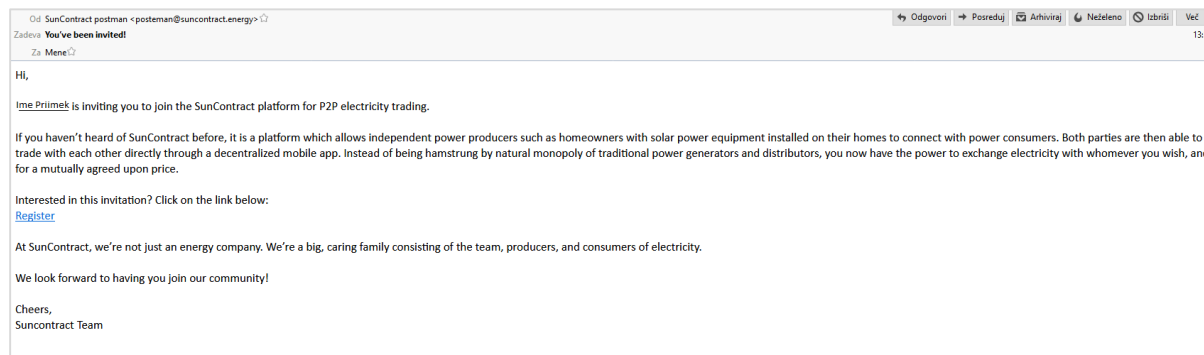 Od SunContract postman <posteman@suncontract.energy> Odgovori Posreduj Arhiviraj Neželeno Izbriši Več
Zadeva You've been invited! 13:
Za Mene
Hi,
Ime Priimek is inviting you to join the SunContract platform for P2P electricity trading.
If you haven't heard of SunContract before, it is a platform which allows independent power producers such as homeowners with solar power equipment installed on their homes to connect with power consumers. Both parties are then able to
trade with each other directly through a decentralized mobile app. Instead of being hamstrung by natural monopoly of traditional power generators and distributors, you now have the power to exchange electricity with whomever you wish, and
for a mutually agreed upon price.
Interested in this invitation? Click on the link below:
Register
At SunContract, we're not just an energy company. We're a big, caring family consisting of the team, producers, and consumers of electricity.
We look forward to having you join our community!
Cheers,
Suncontract Team